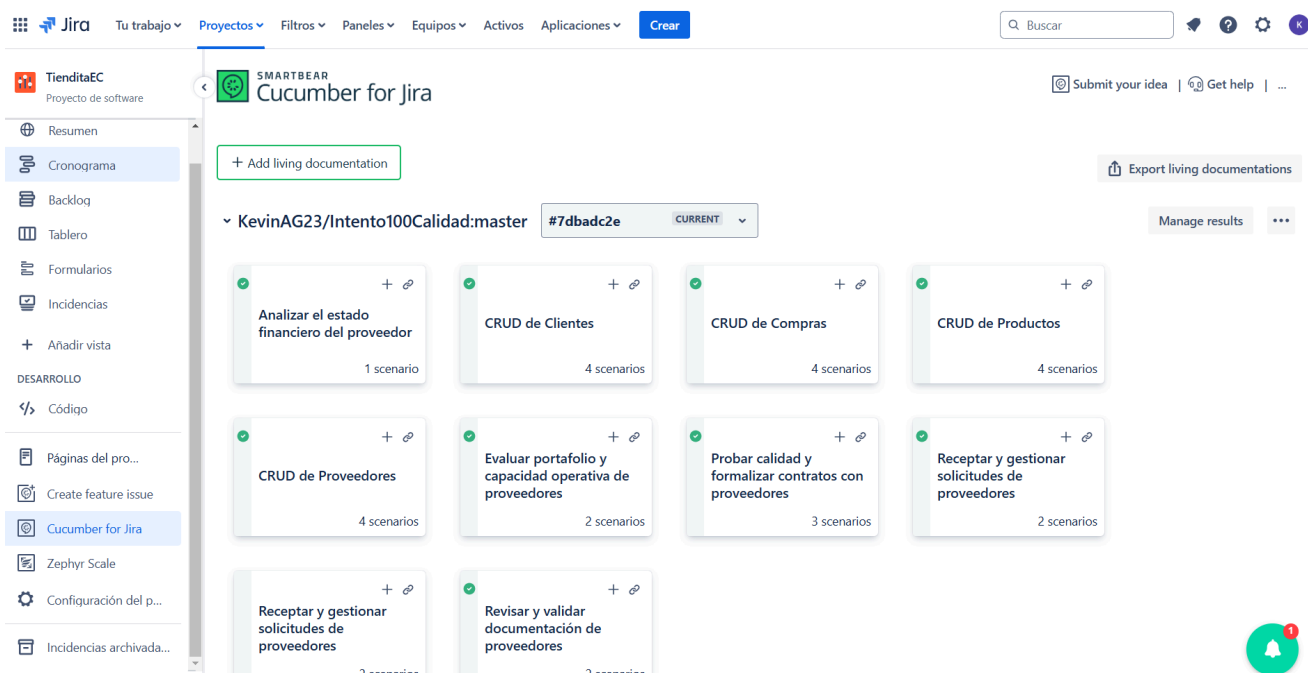 Jira
Tu trabajo
Proyectos
Filtros
Paneles
Equipos
Activos
Aplicaciones
Crear
Buscar
K
TienditaEC
Proyecto de software
Resumen
Cronograma
Backlog
Tablero
Formularios
Incidencias
Añadir vista
DESARROLLO
Código
Páginas del pro...
Create feature issue
Cucumber for Jira
Zephyr Scale
Configuración del p...
Incidencias archivada...
SMARTBEAR
Cucumber for Jira
Submit your idea | Get help | ...
+ Add living documentation
Export living documentations
KevinAG23/Intento100Calidad:master
#7dbadc2e CURRENT
Manage results
Analizar el estado
financiero del proveedor
1 scenario
CRUD de Clientes
4 scenarios
CRUD de Compras
4 scenarios
CRUD de Productos
4 scenarios
CRUD de Proveedores
4 scenarios
Evaluar portafolio y
capacidad operativa de
proveedores
2 scenarios
Probar calidad y
formalizar contratos con
proveedores
3 scenarios
Receptar y gestionar
solicitudes de
proveedores
2 scenarios
Receptar y gestionar
solicitudes de
proveedores
Revisar y validar
documentación de
proveedores
1